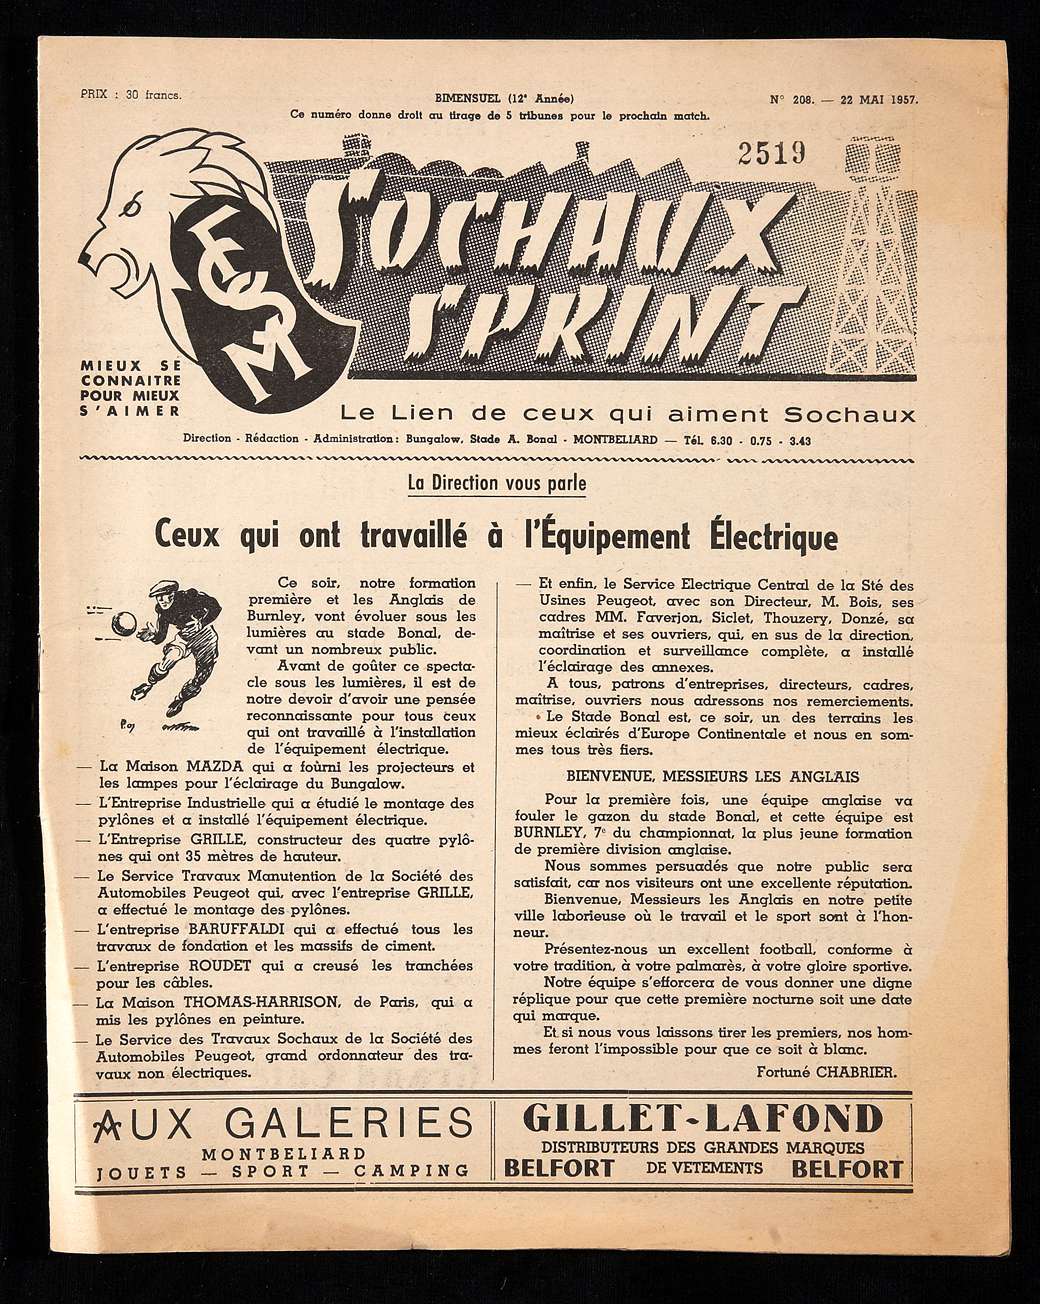 PRIX : 30 francs.
BIMENSUEL (12e Année)
N° 208. — 22 MAI 1957.
Ce numéro donne droit au tirage de 5 tribunes pour le prochain match.
2519
FCSM
SOCHAUX
SPRINT
MIEUX SE
CONNAITRE
POUR MIEUX
S'AIMER
Le Lien de ceux qui aiment Sochaux
Direction - Rédaction - Administration : Bungalow, Stade A. Bonal - MONTBELIARD — Tél. 6.30 - 0.75 - 3.43
La Direction vous parle
Ceux qui ont travaillé à l'Équipement Électrique
Ce soir, notre formation
première et les Anglais de
Burnley, vont évoluer sous les
lumières au stade Bonal, de-
vant un nombreux public.
Avant de goûter ce specta-
cle sous les lumières, il est de
notre devoir d'avoir une pensée
reconnaissante pour tous ceux
qui ont travaillé à l'installation
de l'équipement électrique.
— La Maison MAZDA qui a foùrni les projecteurs et
les lampes pour l'éclairage du Bungalow.
— L'Entreprise Industrielle qui a étudié le montage des
pylônes et a installé l'équipement électrique.
— L'Entreprise GRILLE, constructeur des quatre pylô-
nes qui ont 35 mètres de hauteur.
— Le Service Travaux Manutention de la Société des
Automobiles Peugeot qui, avec l'entreprise GRILLE,
a effectué le montage des pylônes.
— L'entreprise BARUFFALDI qui a effectué tous les
travaux de fondation et les massifs de ciment.
— L'entreprise ROUDET qui a creusé les tranchées
pour les câbles.
— La Maison THOMAS-HARRISON, de Paris, qui a
mis les pylônes en peinture.
— Le Service des Travaux Sochaux de la Société des
Automobiles Peugeot, grand ordonnateur des tra-
vaux non électriques.
— Et enfin, le Service Electrique Central de la Sté des
Usines Peugeot, avec son Directeur, M. Bois, ses
cadres MM. Faverjon, Siclet, Thouzery, Donzé, sa
maîtrise et ses ouvriers, qui, en sus de la direction,
coordination et surveillance complète, a installé
l'éclairage des annexes.
A tous, patrons d'entreprises, directeurs, cadres,
maîtrise, ouvriers nous adressons nos remerciements.
Le Stade Bonal est, ce soir, un des terrains les
mieux éclairés d'Europe Continentale et nous en som-
mes tous très fiers.
BIENVENUE, MESSIEURS LES ANGLAIS
Pour la première fois, une équipe anglaise va
fouler le gazon du stade Bonal, et cette équipe est
BURNLEY, 7e du championnat, la plus jeune formation
de première division anglaise.
Nous sommes persuadés que notre public sera
satisfait, car nos visiteurs ont une excellente réputation.
Bienvenue, Messieurs les Anglais en notre petite
ville laborieuse où le travail et le sport sont à l'hon-
neur.
Présentez-nous un excellent football, conforme à
votre tradition, à votre palmarès, à votre gloire sportive.
Notre équipe s'efforcera de vous donner une digne
réplique pour que cette première nocturne soit une date
qui marque.
Et si nous vous laissons tirer les premiers, nos hom-
mes feront l'impossible pour que ce soit à blanc.
Fortuné CHABRIER.
AUX GALERIES
MONTBELIARD
JOUETS — SPORT — CAMPING
GILLET-LAFOND
DISTRIBUTEURS DES GRANDES MARQUES
BELFORT DE VETEMENTS BELFORT